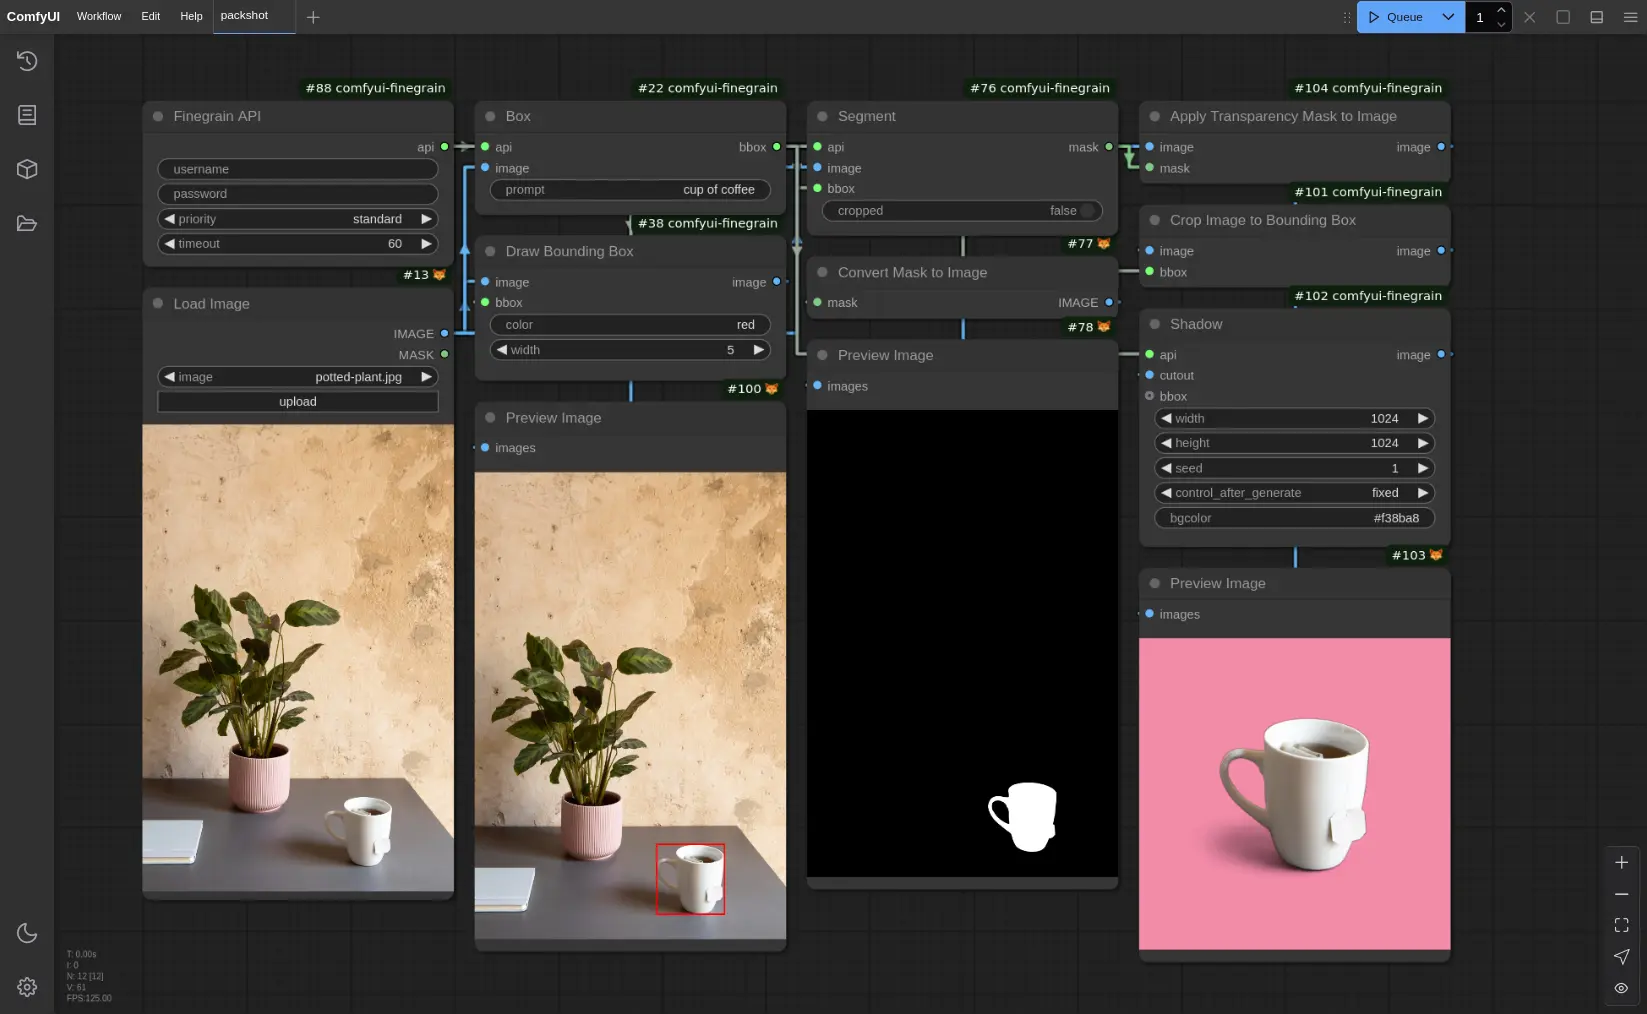 ComfyUI Workflow Edit Help packshot
Queue 1
#88 comfyui-finegrain
Finegrain API
api
username
password
priority standard
timeout 60
#13
Load Image
IMAGE
MASK
image potted-plant.jpg
upload
#22 comfyui-finegrain
Box
api bbox
image
prompt cup of coffee
#38 comfyui-finegrain
Draw Bounding Box
image image
bbox
color red
width 5
#100
Preview Image
images
#76 comfyui-finegrain
Segment
api mask
image
bbox
cropped false
#77
Convert Mask to Image
mask IMAGE
#78
Preview Image
images
#104 comfyui-finegrain
Apply Transparency Mask to Image
image image
mask
#101 comfyui-finegrain
Crop Image to Bounding Box
image image
bbox
#102 comfyui-finegrain
Shadow
api image
cutout
bbox
width 1024
height 1024
seed 1
control_after_generate fixed
bgcolor #f38ba8
#103
Preview Image
images
T: 0.00s
I: 0
N: 12 [12]
V: 61
FPS:125.00